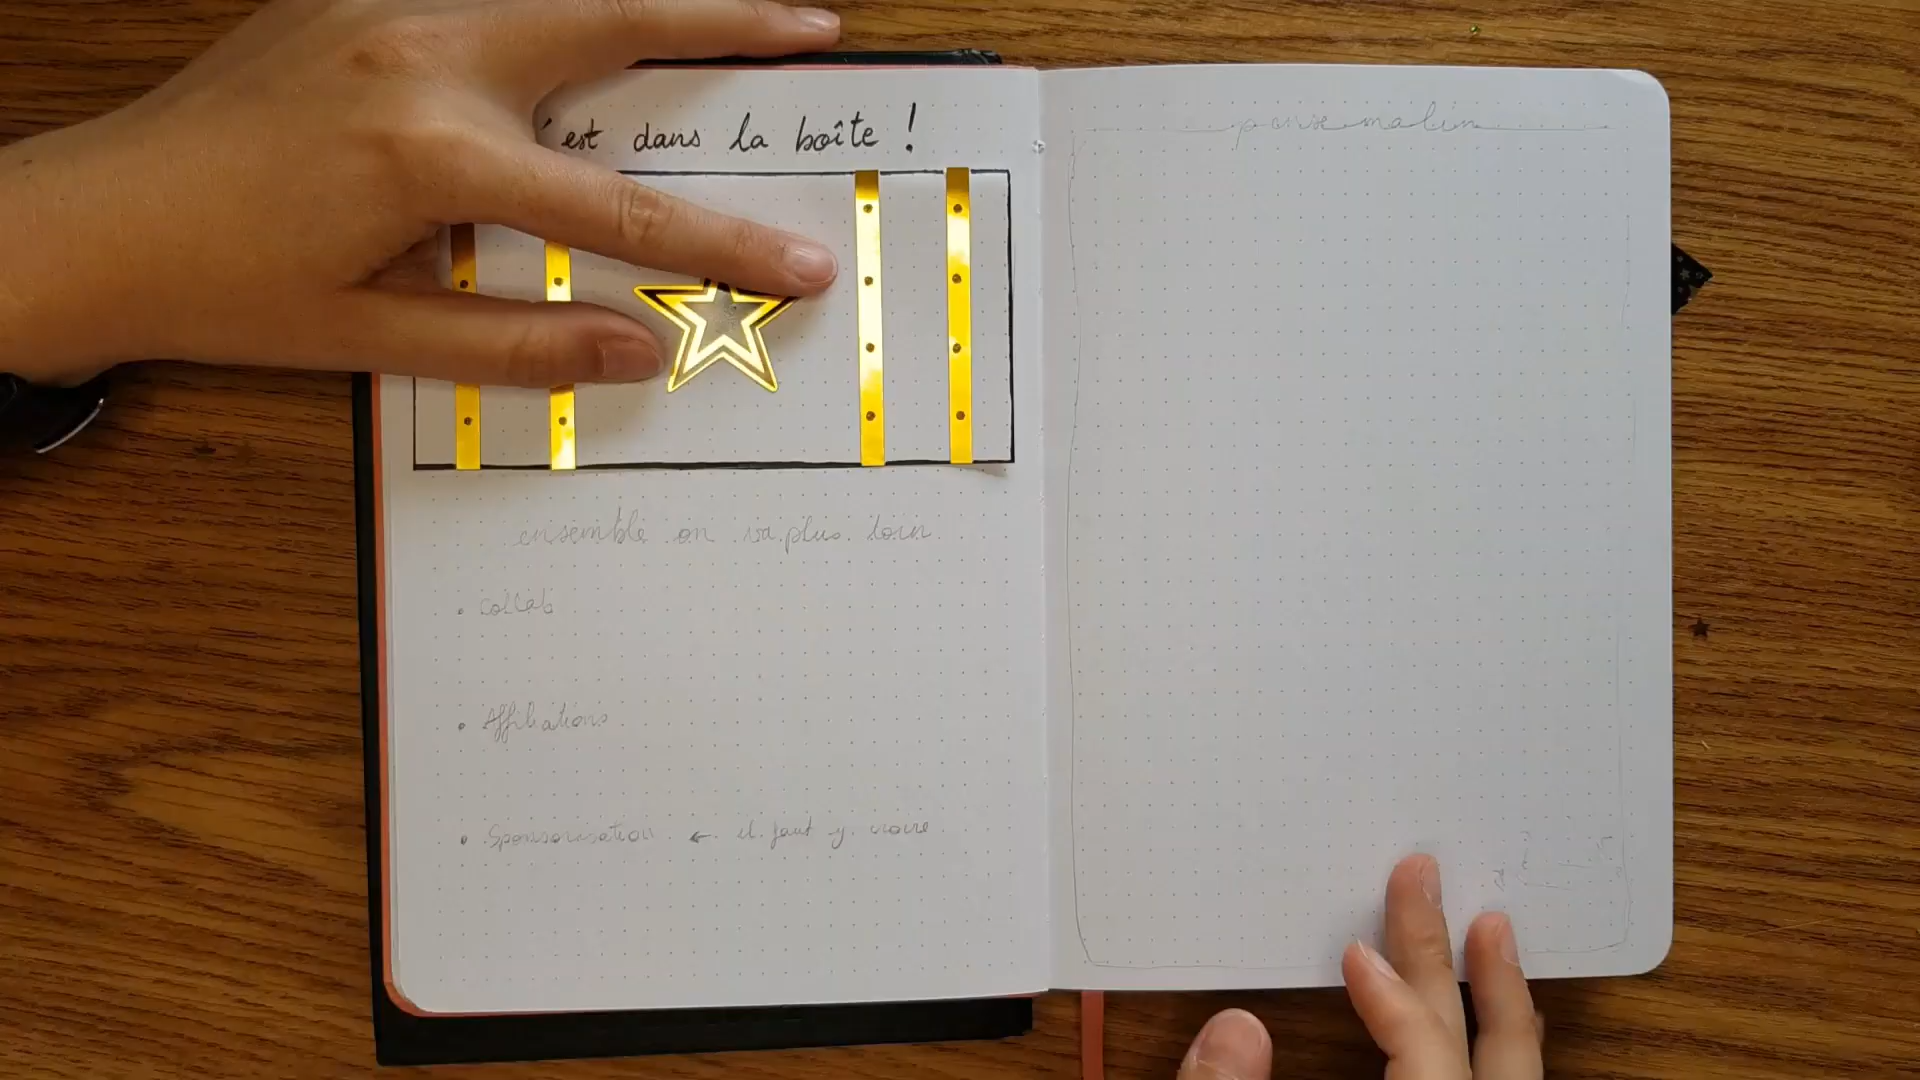 'est dans la boîte !
ensemble on va plus loin
• Collab
• Affiliations
• Sponsorisation ← il faut y croire
pense malin